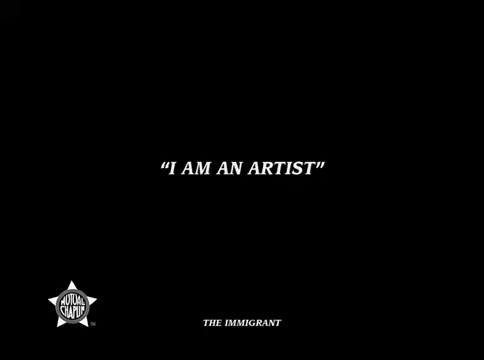 “I AM AN ARTIST”
MUTUAL
CHAPLIN
THE IMMIGRANT